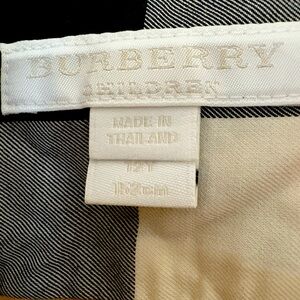 BURBERRY
CHILDREN
MADE IN
THAILAND
12Y
152cm